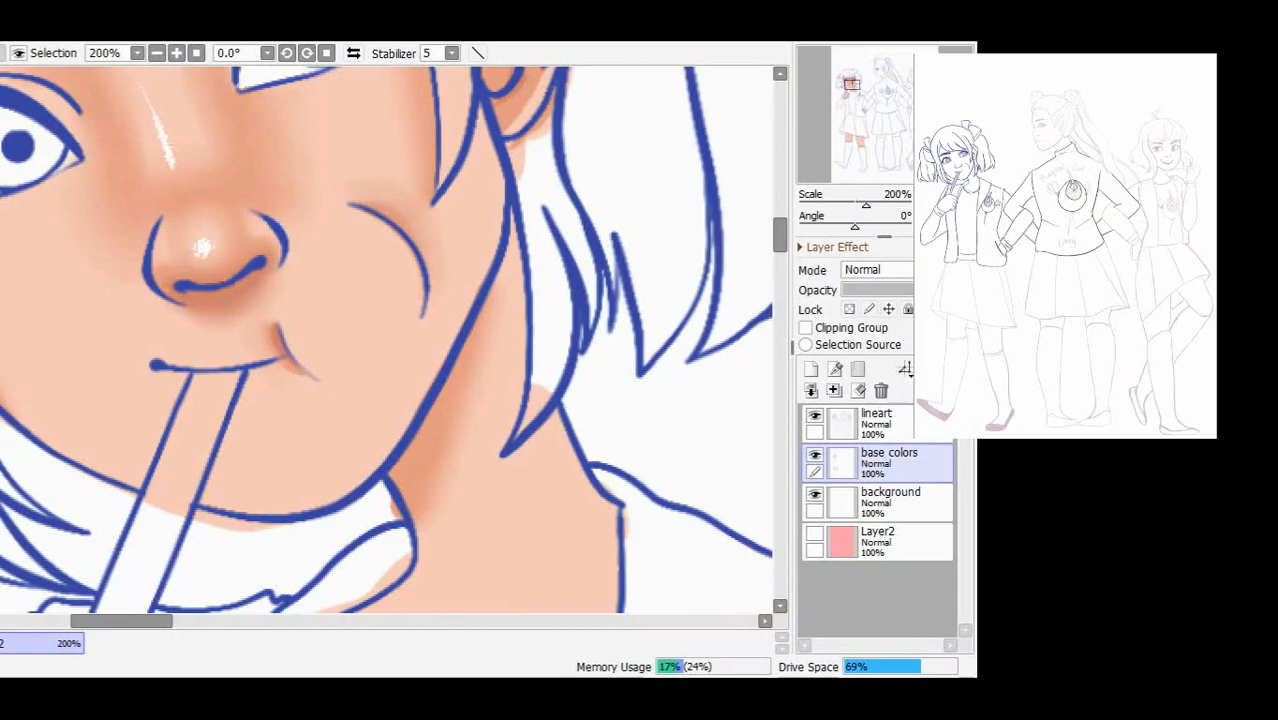 Selection 200% 0.0° Stabilizer 5
Scale 200%
Angle 0°
Layer Effect
Mode Normal
Opacity
Lock
Clipping Group
Selection Source
lineart
Normal
100%
base colors
Normal
100%
background
Normal
100%
Layer2
Normal
100%
2 200%
Memory Usage 17% (24%) Drive Space 69%